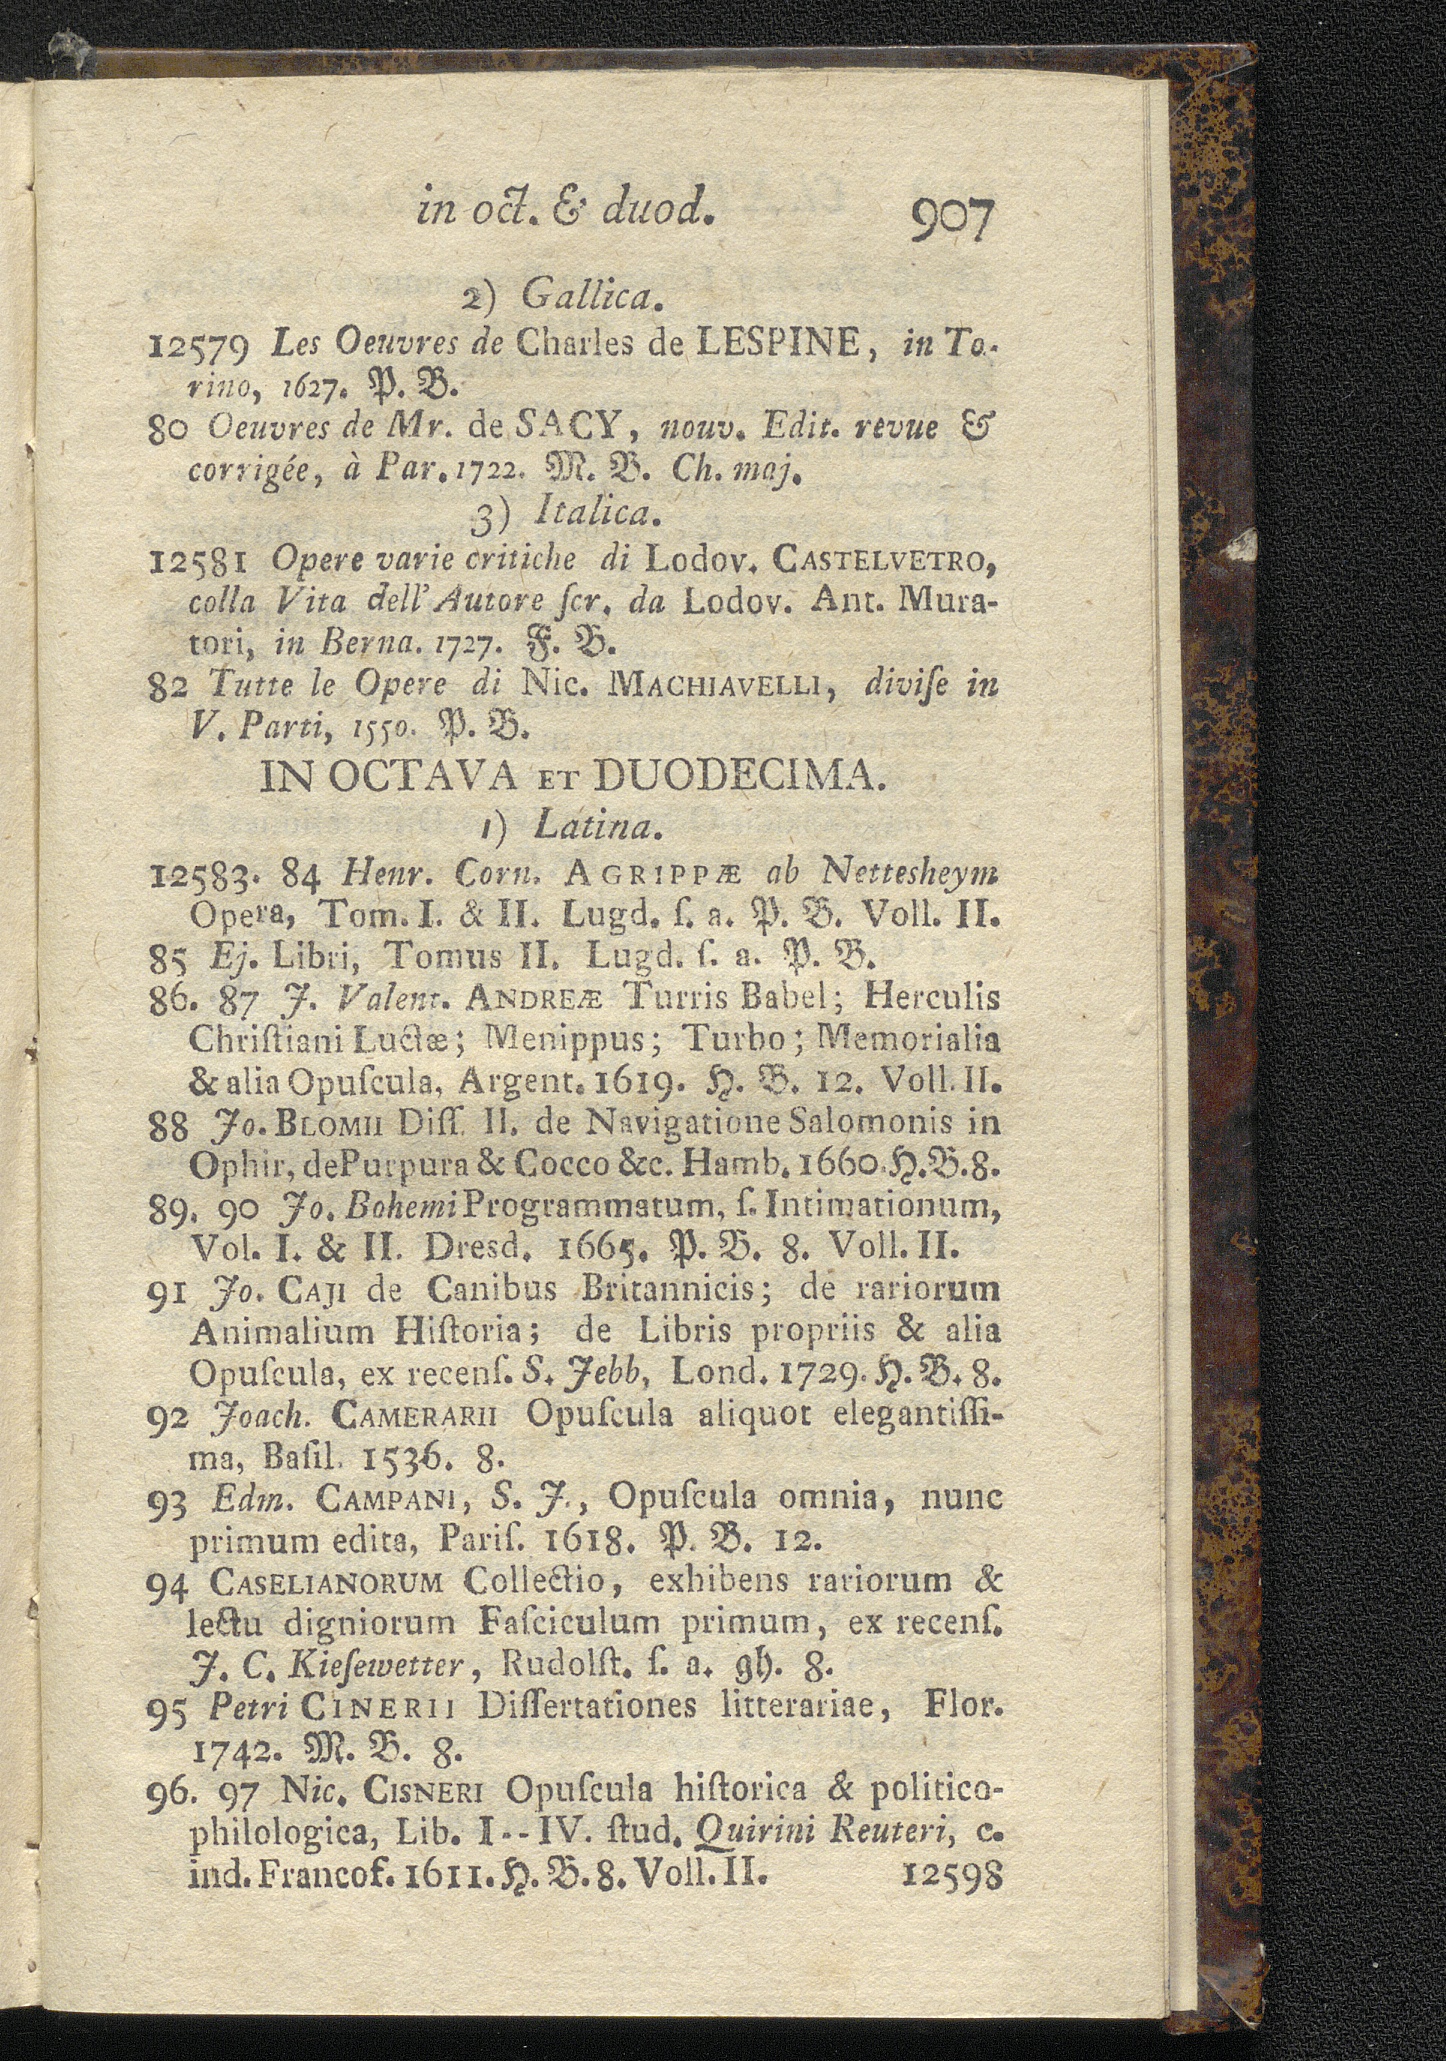 in oct. & duod. 907
2) Gallica.
12579 Les Oeuvres de Charles de LESPINE, in To-
rino, 1627. P. B.
80 Oeuvres de Mr. de SACY, nouv. Edit. revue &
corrigée, à Par. 1722. M. B. Ch. maj.
3) Italica.
12581 Opere varie critiche di Lodov. CASTELVETRO,
colla Vita dell' Autore ſcr. da Lodov. Ant. Mura-
tori, in Berna. 1727. F. B.
82 Tutte le Opere di Nic. MACHIAVELLI, diviſe in
V. Parti, 1550. P. B.
IN OCTAVA ET DUODECIMA.
1) Latina.
12583. 84 Henr. Corn. AGRIPPÆ ab Nettesheym
Opera, Tom. I. & II. Lugd. ſ. a. P. B. Voll. II.
85 Ej. Libri, Tomus II. Lugd. ſ. a. P. B.
86. 87 J. Valent. ANDREÆ Turris Babel; Herculis
Chriſtiani Luctæ; Menippus; Turbo; Memorialia
& alia Opuſcula, Argent. 1619. H. B. 12. Voll. II.
88 Jo. BLOMII Diſſ. II. de Navigatione Salomonis in
Ophir, de Purpura & Cocco &c. Hamb. 1660. H. B. 8.
89. 90 Jo. Bohemi Programmatum, ſ. Intimationum,
Vol. I. & II. Dresd. 1665. P. B. 8. Voll. II.
91 Jo. CAJI de Canibus Britannicis; de rariorum
Animalium Hiſtoria; de Libris propriis & alia
Opuſcula, ex recenſ. S. Jebb, Lond. 1729. H. B. 8.
92 Joach. CAMERARII Opuſcula aliquot elegantiſſi-
ma, Baſil. 1536. 8.
93 Edm. CAMPANI, S. J., Opuſcula omnia, nunc
primum edita, Pariſ. 1618. P. B. 12.
94 CASELIANORUM Collectio, exhibens rariorum &
lectu digniorum Faſciculum primum, ex recenſ.
J. C. Kieſewetter, Rudolſt. ſ. a. gh. 8.
95 Petri CINERII Diſſertationes litterariae, Flor.
1742. M. B. 8.
96. 97 Nic. CISNERI Opuſcula hiſtorica & politico-
philologica, Lib. I--IV. ſtud. Quirini Reuteri, c.
ind. Francof. 1611. H. B. 8. Voll. II. 12598